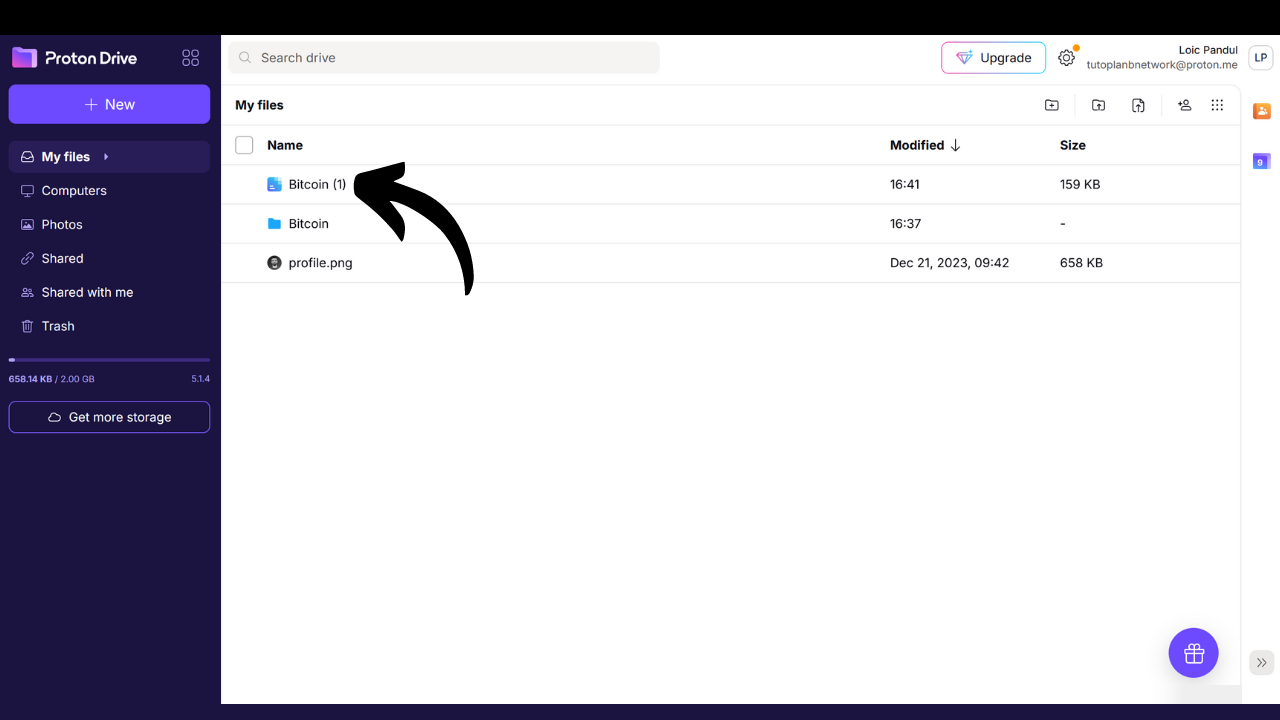 Proton Drive
Search drive
Upgrade
Loic Pandul
tutoplanbnetwork@proton.me
LP
New
My files
Computers
Photos
Shared
Shared with me
Trash
658.14 KB / 2.00 GB
5.1.4
Get more storage
My files
Name
Modified
Size
Bitcoin (1)
16:41
159 KB
Bitcoin
16:37
-
profile.png
Dec 21, 2023, 09:42
658 KB
9